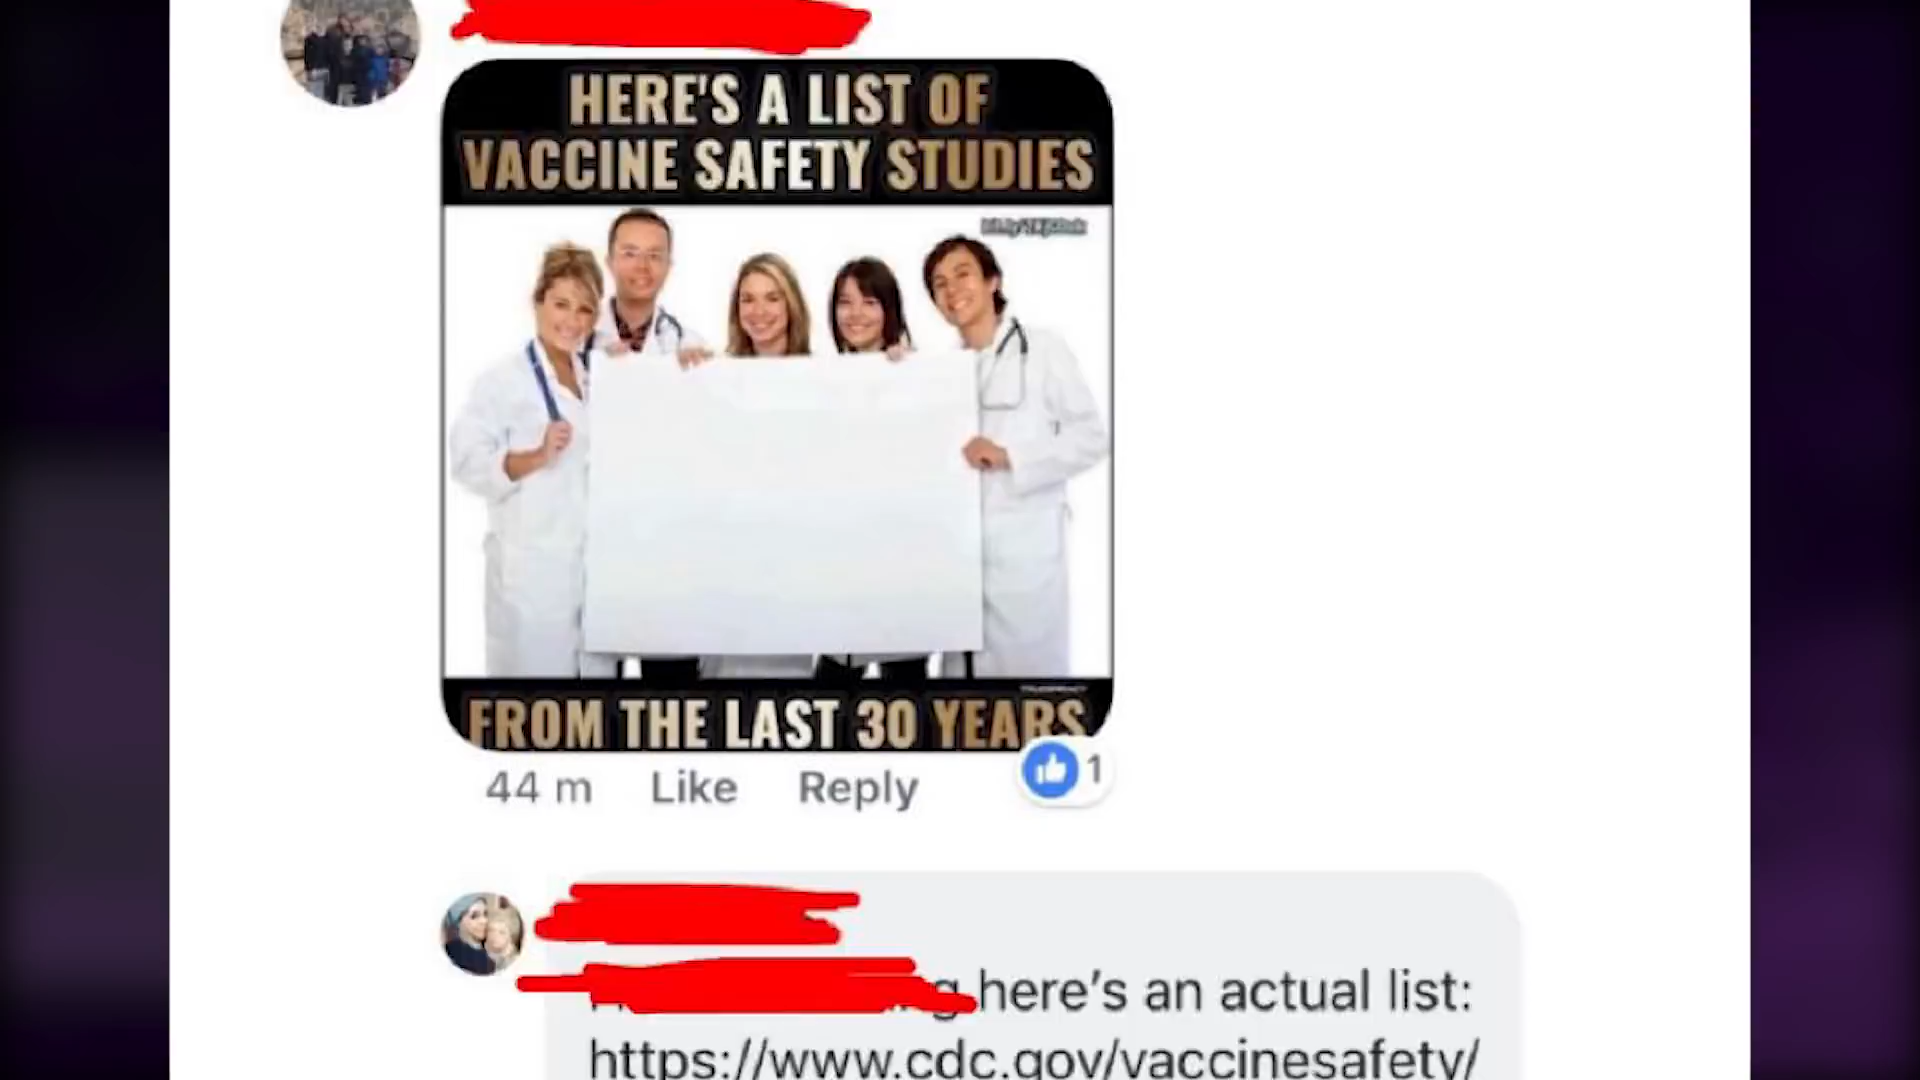 HERE'S A LIST OF
VACCINE SAFETY STUDIES
FROM THE LAST 30 YEARS
44 m Like Reply 1
here's an actual list:
https://www.cdc.gov/vaccinesafety/